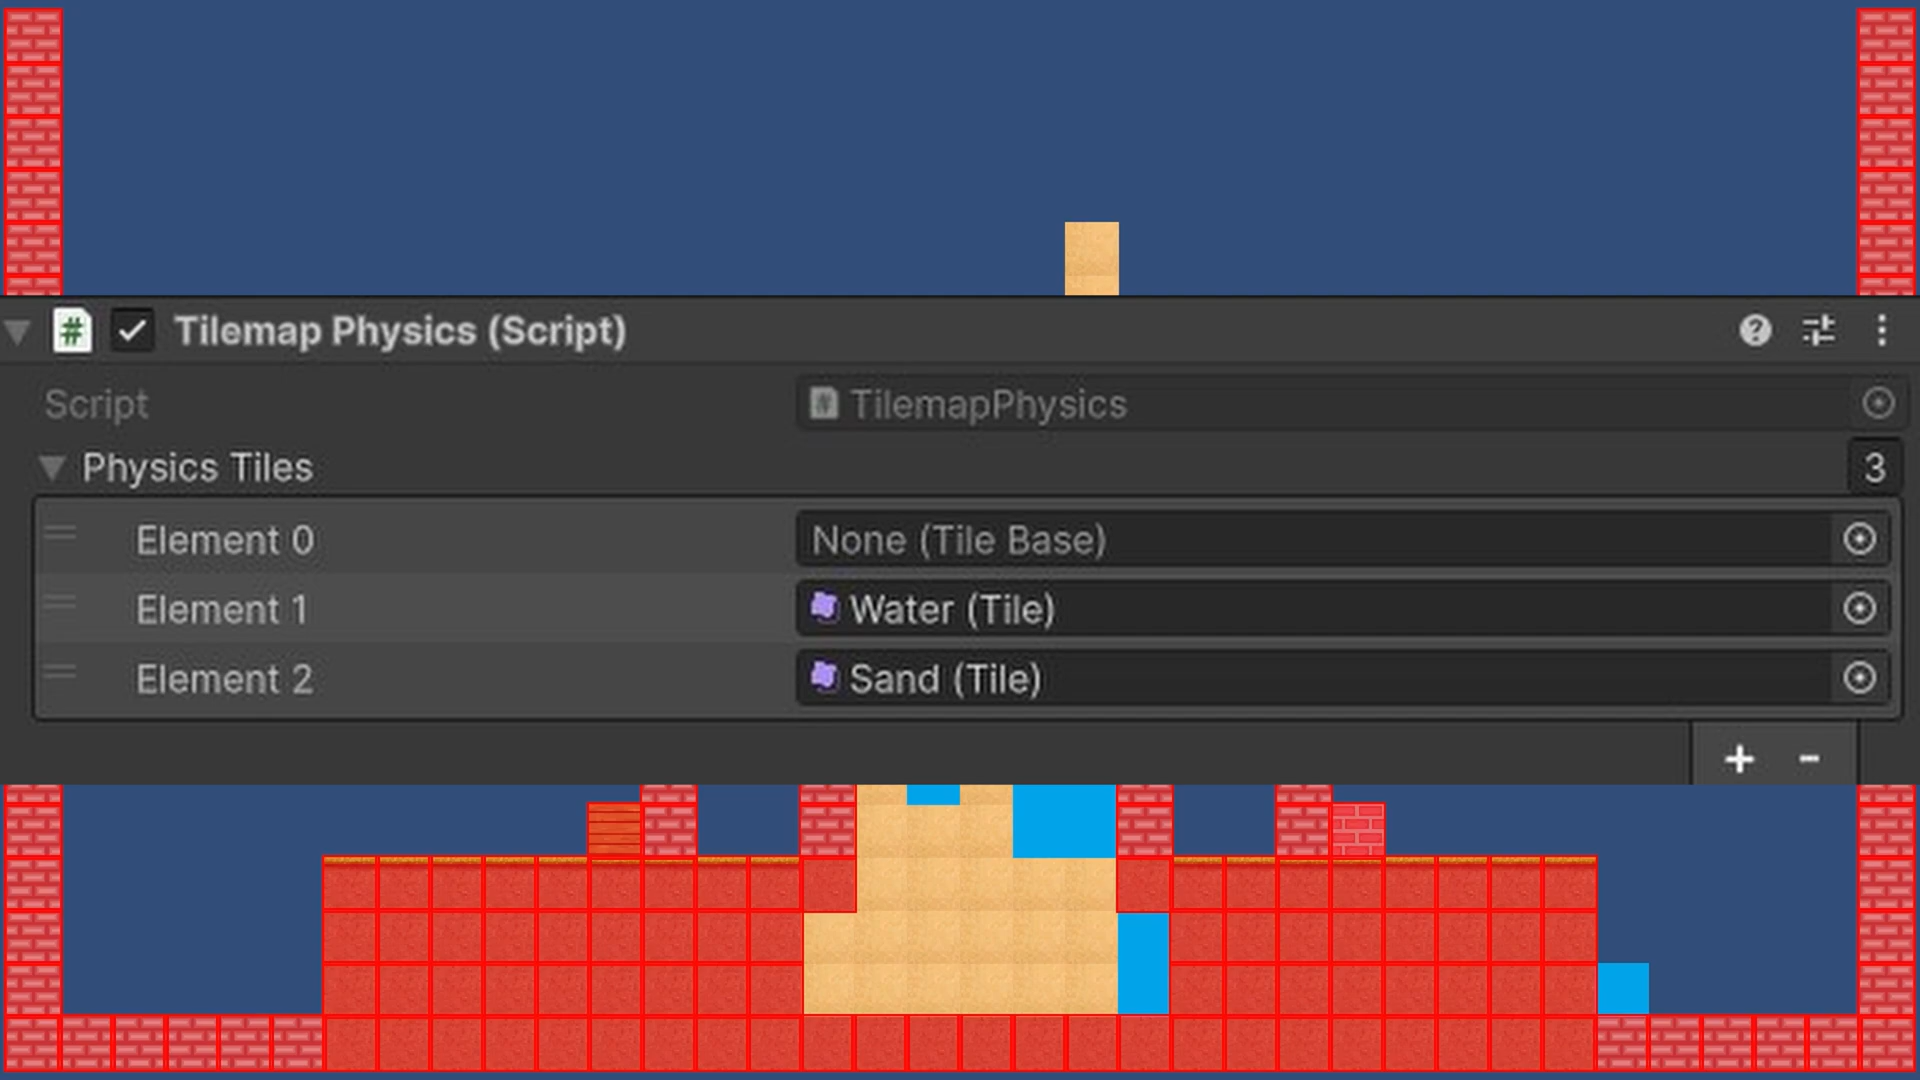 Tilemap Physics (Script)
Script TilemapPhysics
Physics Tiles 3
Element 0 None (Tile Base)
Element 1 Water (Tile)
Element 2 Sand (Tile)
+ -